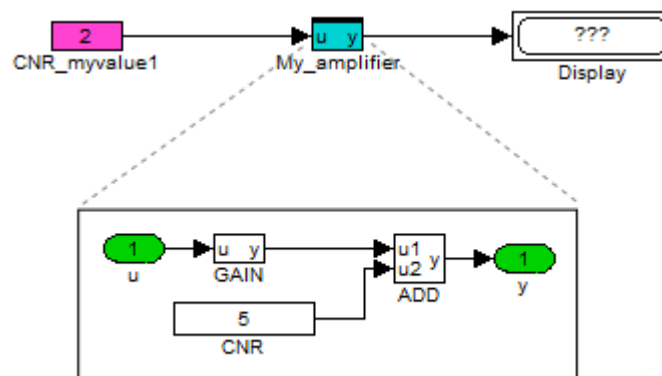 2
CNR_myvalue1
u y
My_amplifier
???
Display
1
u
u y
GAIN
5
CNR
u1
u2
y
ADD
1
y